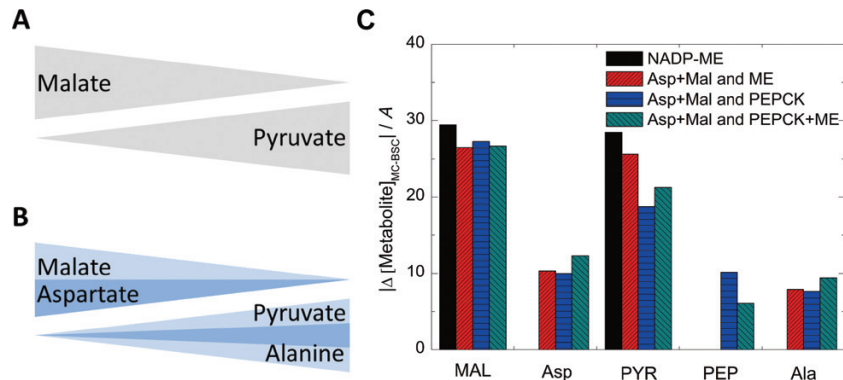 A
Malate
Pyruvate
B
Malate
Aspartate
Pyruvate
Alanine
C
|Δ [Metabolite]MC-BSC| / A
40
30
20
10
0
NADP-ME
Asp+Mal and ME
Asp+Mal and PEPCK
Asp+Mal and PEPCK+ME
MAL Asp PYR PEP Ala